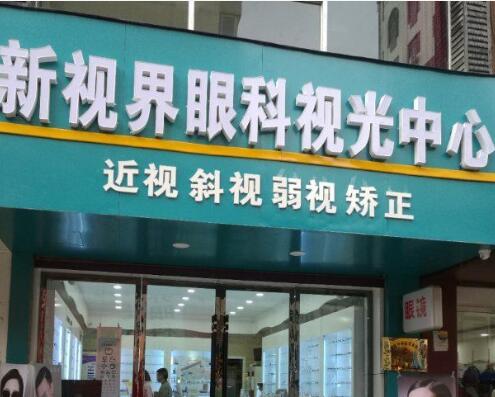 新视界眼科视光中心
近视 斜视 弱视 矫正
眼镜